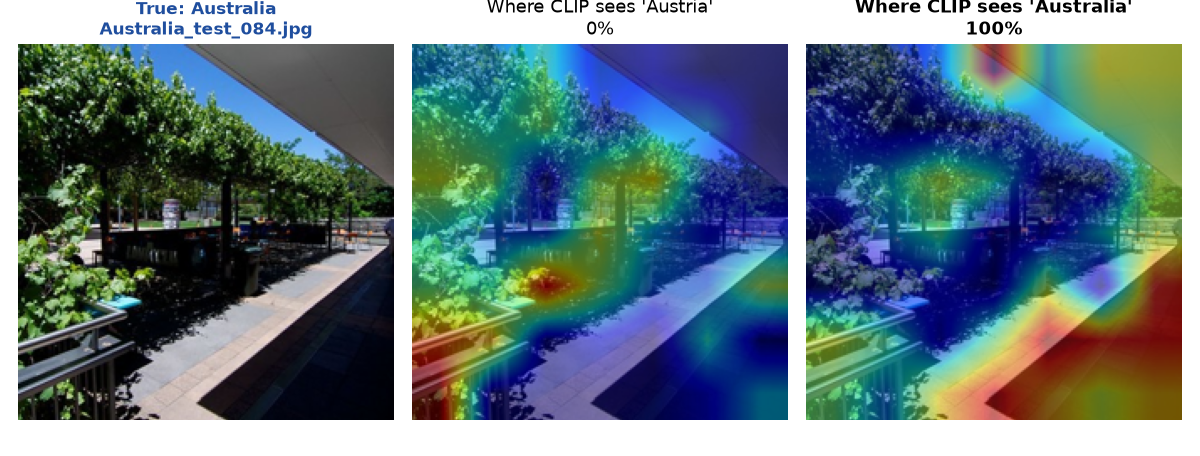 True: Australia
Australia_test_084.jpg
Where CLIP sees 'Austria'
0%
Where CLIP sees 'Australia'
100%